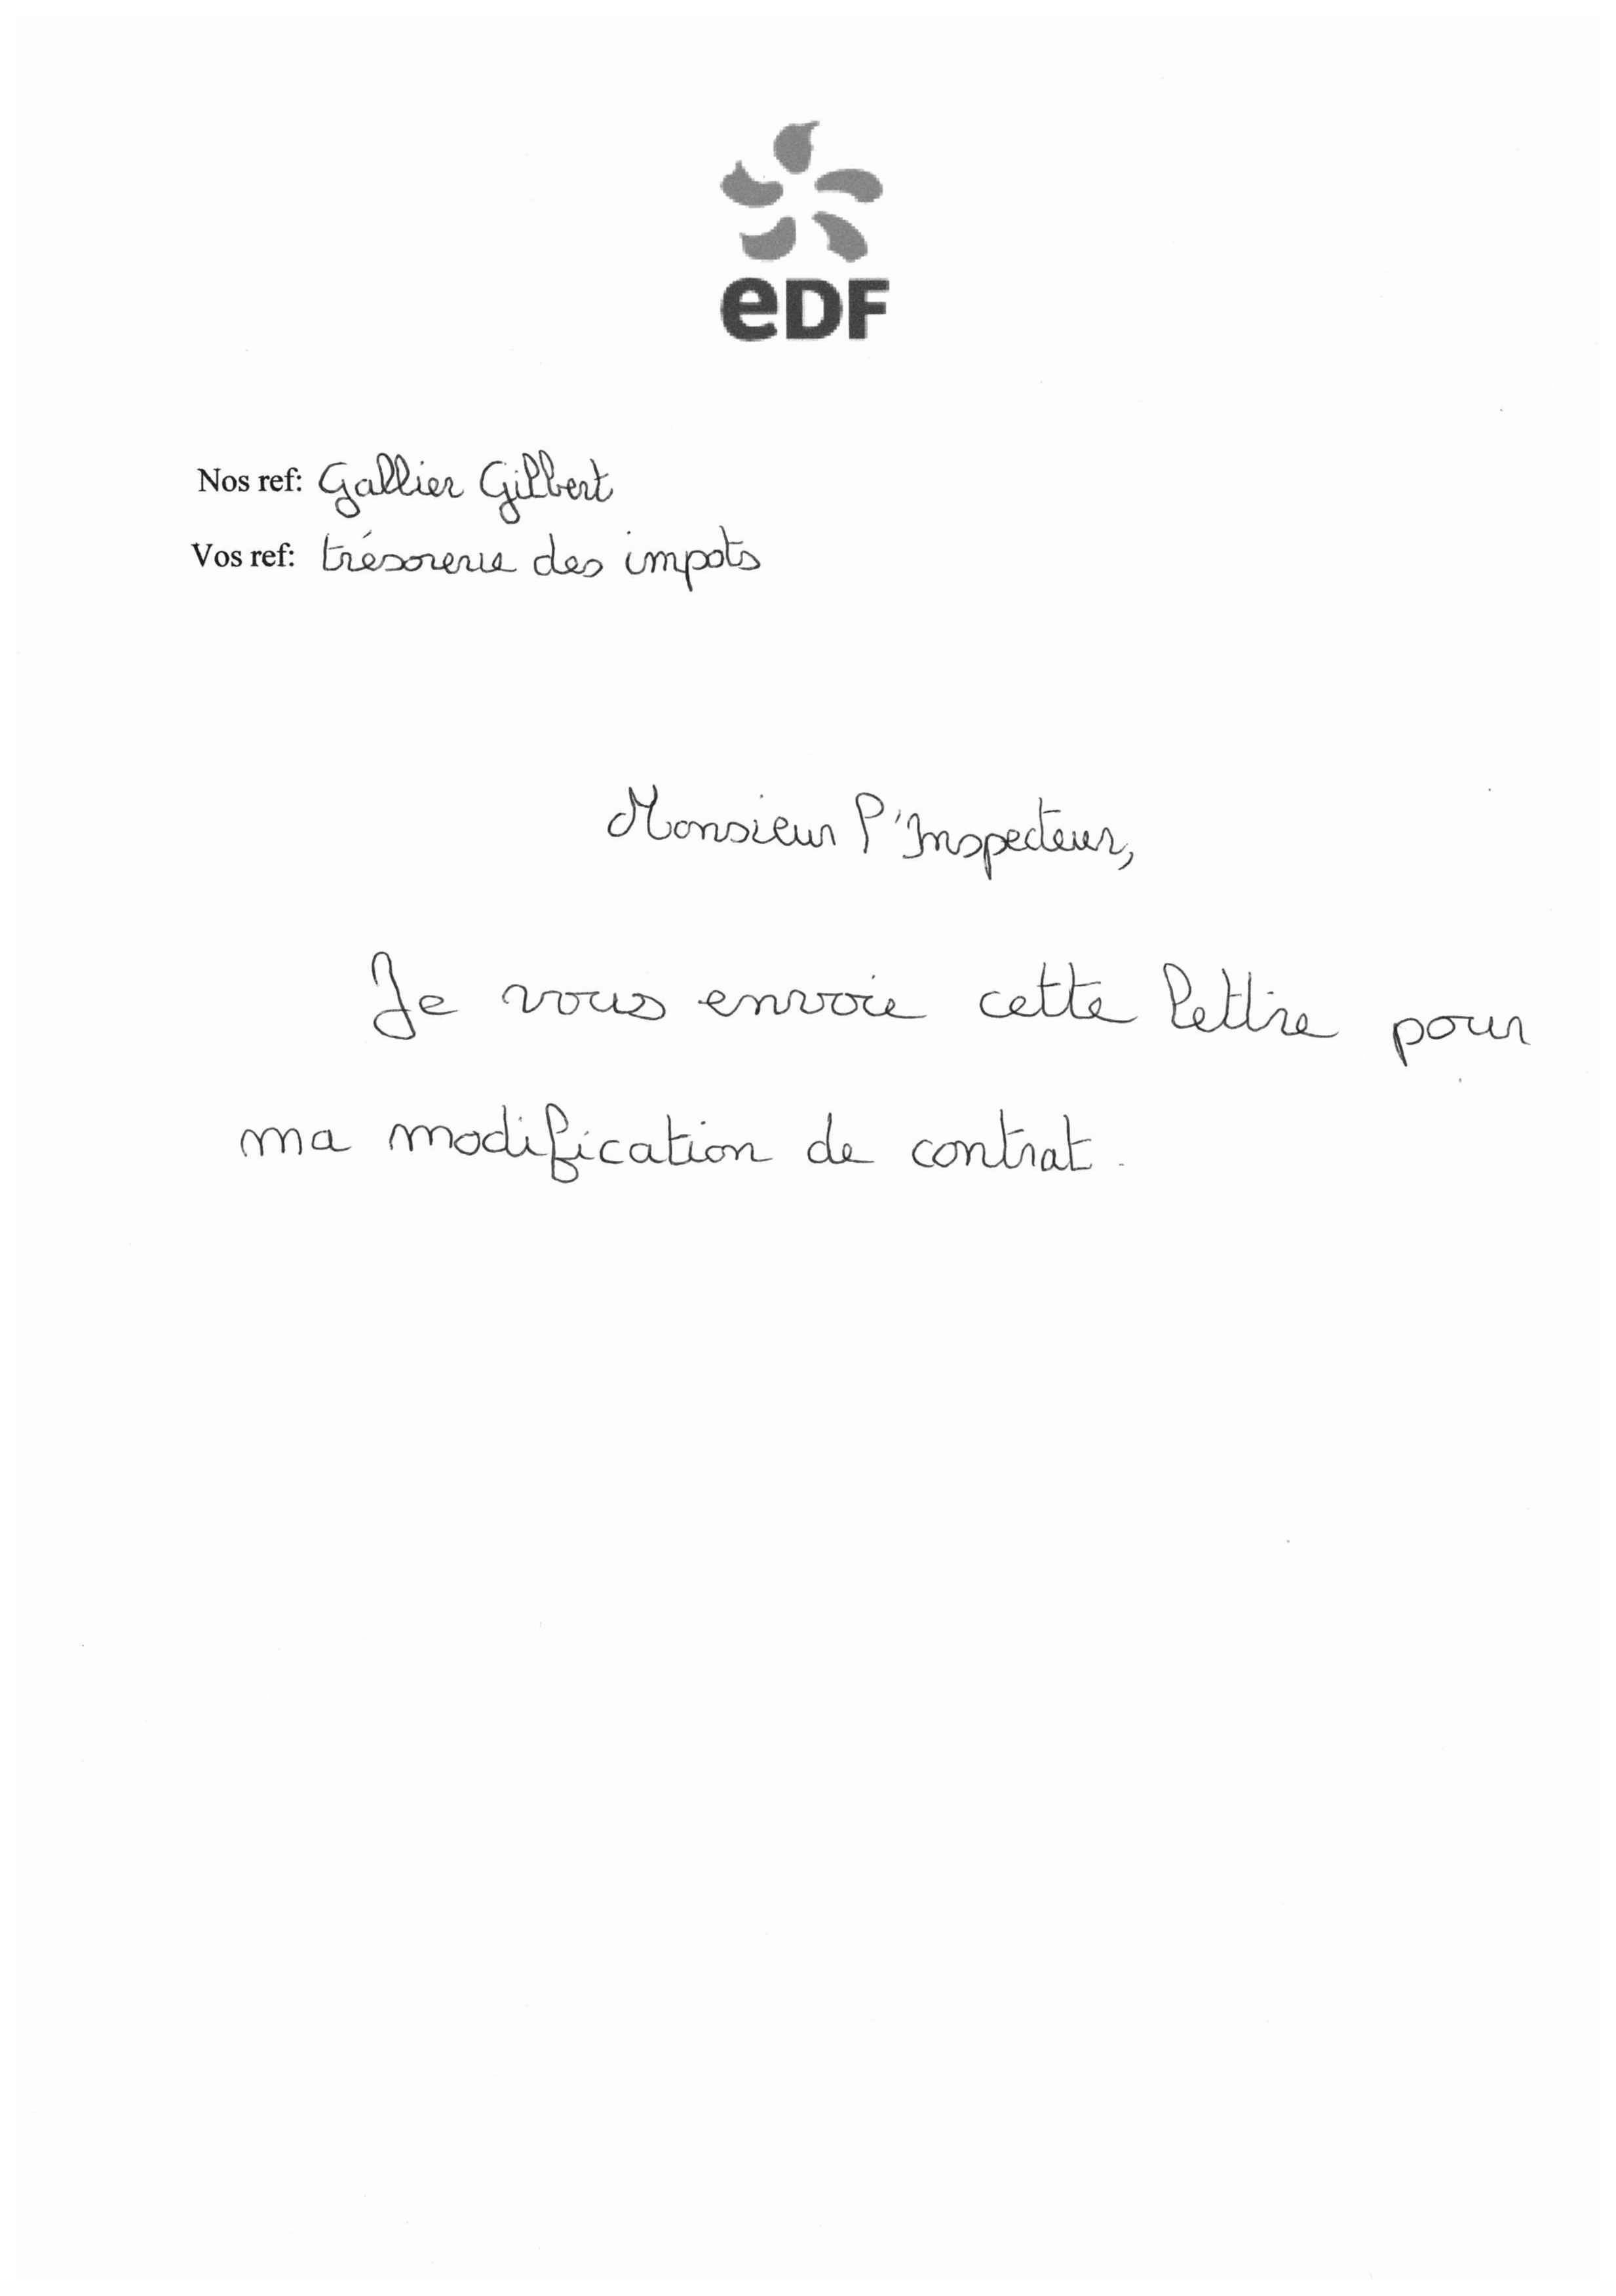 eDF
Nos ref: Gallier Gilbert
Vos ref: trésorerie des impots
Monsieur l'Inspecteur,
Je vous envoie cette lettre pour
ma modification de contrat.